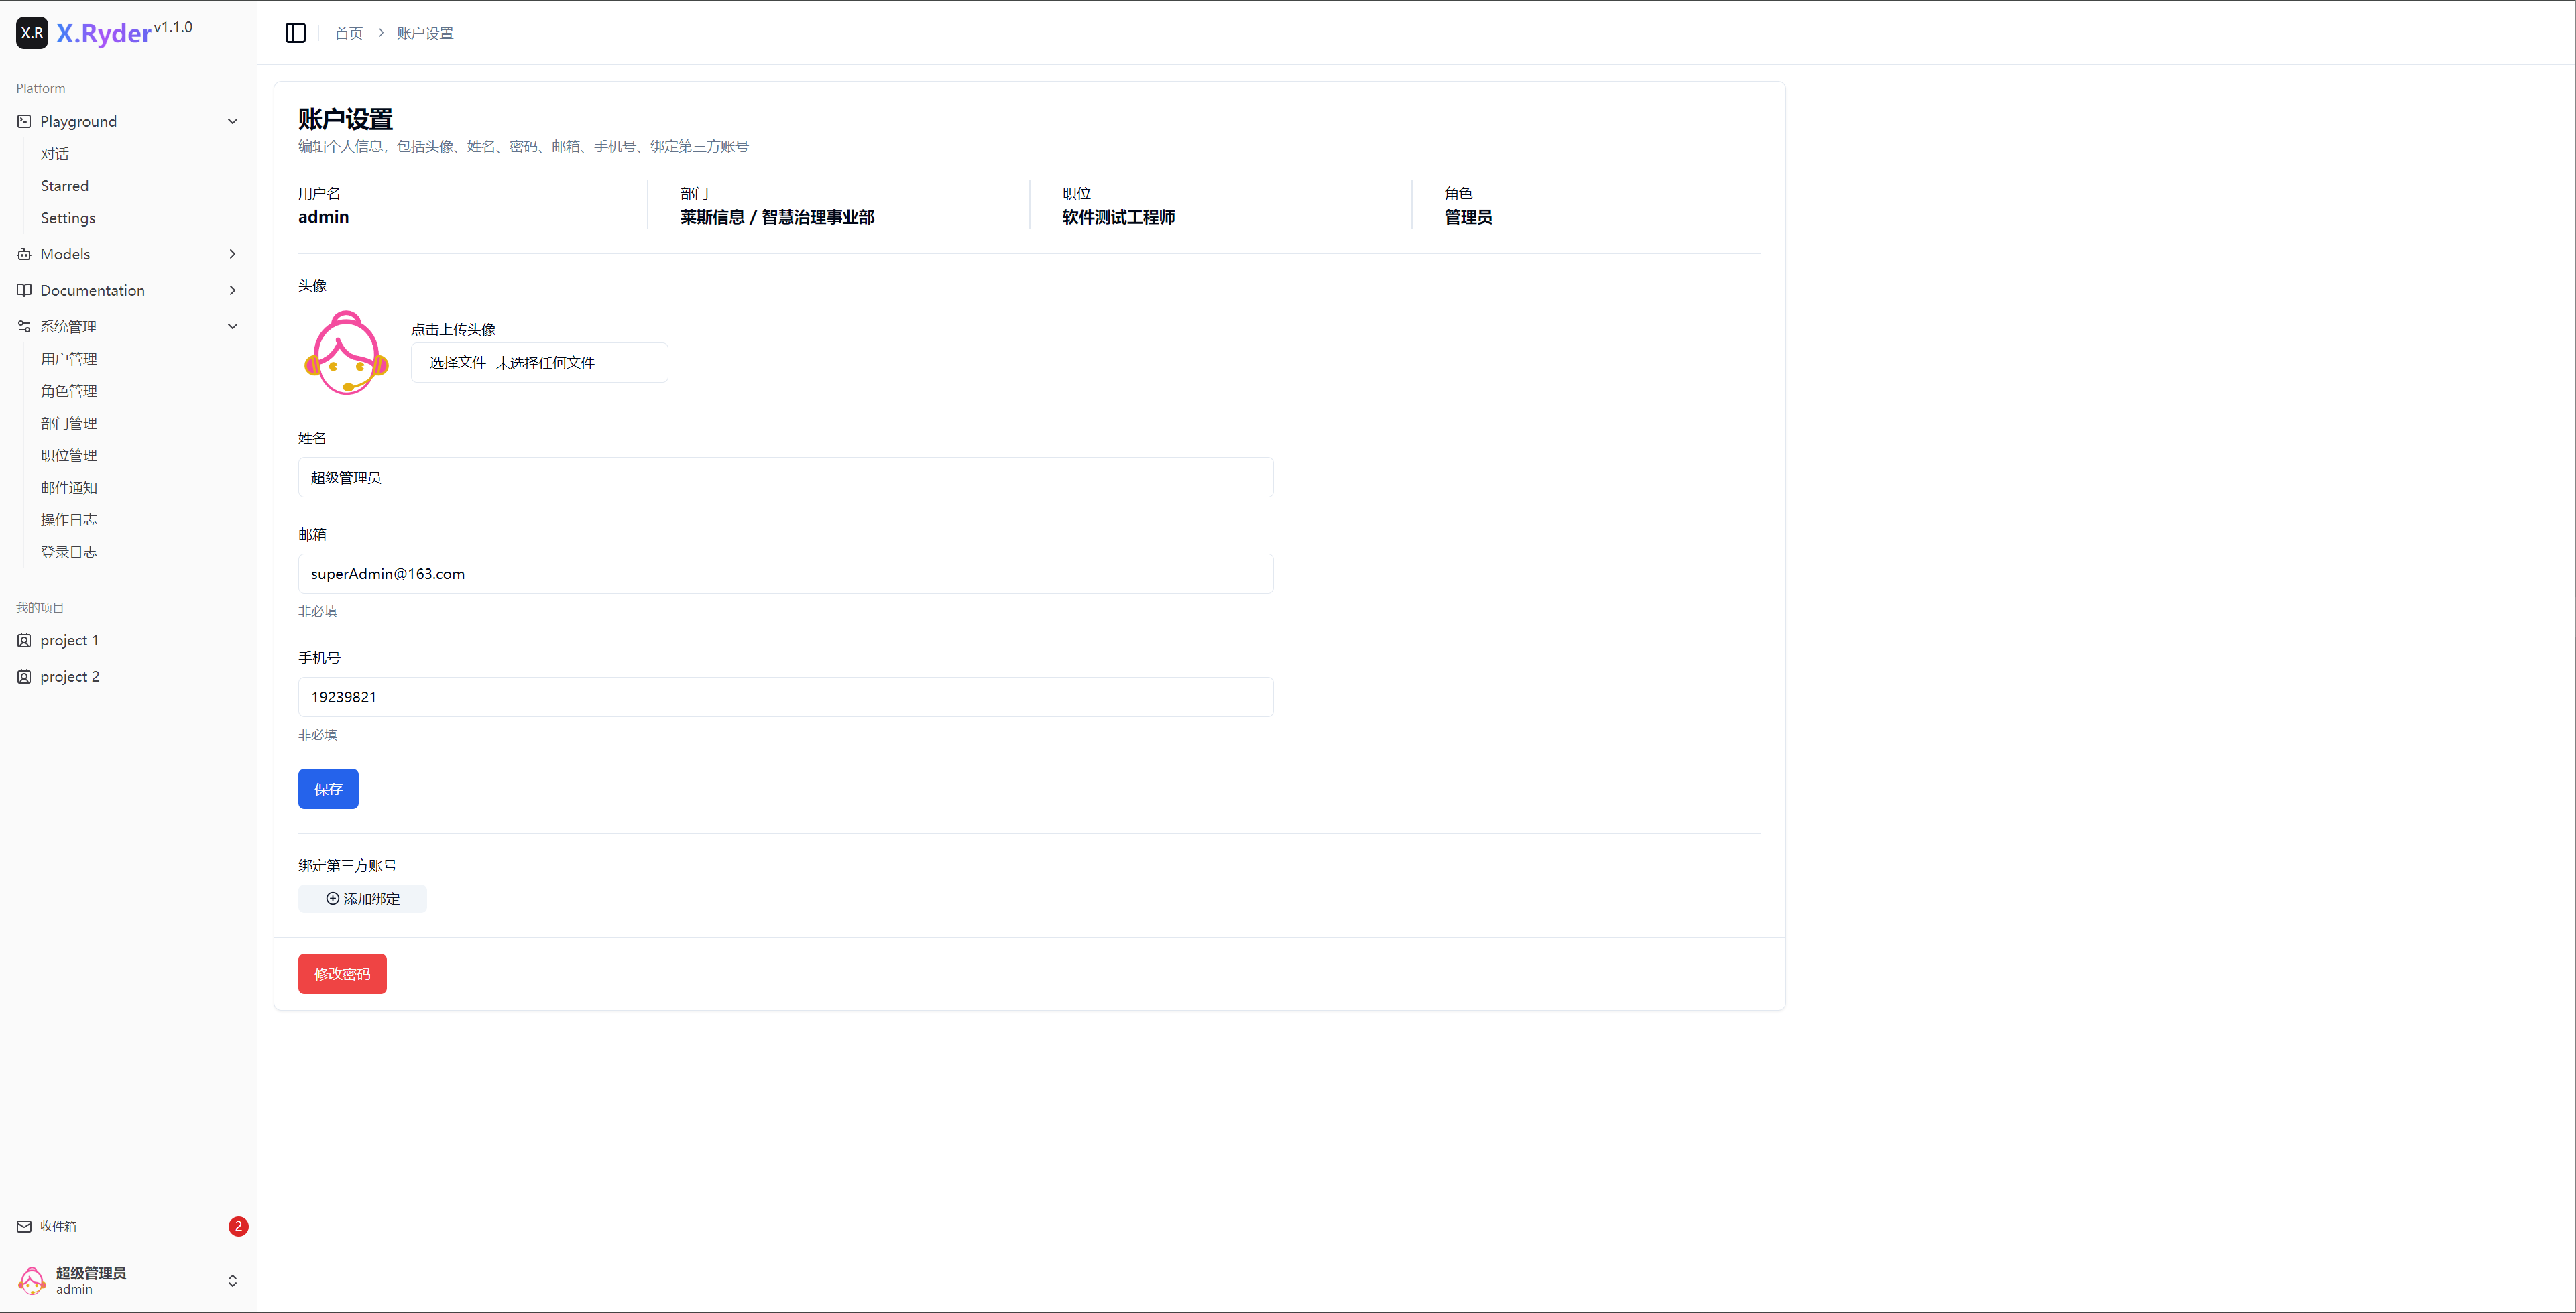 X.R X.Ryder v1.1.0
Platform
Playground
对话
Starred
Settings
Models
Documentation
系统管理
用户管理
角色管理
部门管理
职位管理
邮件通知
操作日志
登录日志
我的项目
project 1
project 2
收件箱 2
超级管理员
admin
首页 账户设置
账户设置
编辑个人信息，包括头像、姓名、密码、邮箱、手机号、绑定第三方账号
用户名 部门 职位 角色
admin 莱斯信息 / 智慧治理事业部 软件测试工程师 管理员
头像
点击上传头像
选择文件 未选择任何文件
姓名
超级管理员
邮箱
superAdmin@163.com
非必填
手机号
19239821
非必填
保存
绑定第三方账号
添加绑定
修改密码